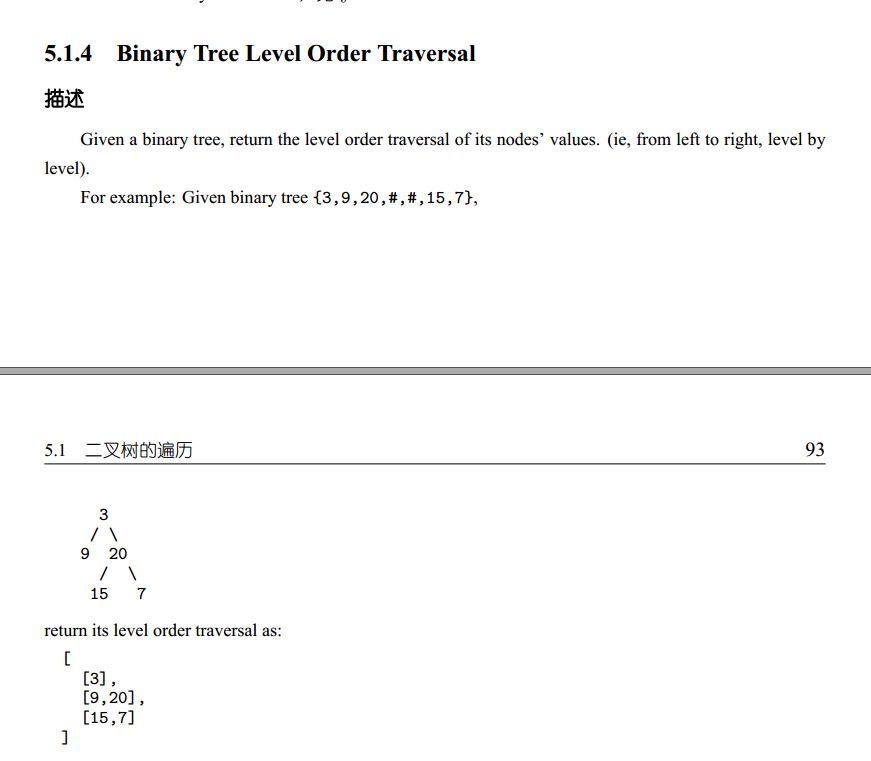 5.1.4 Binary Tree Level Order Traversal
描述
Given a binary tree, return the level order traversal of its nodes’ values. (ie, from left to right, level by
level).
For example: Given binary tree {3,9,20,#,#,15,7},
5.1 二叉树的遍历 93
3
/ \
9 20
/ \
15 7
return its level order traversal as:
[
[3],
[9,20],
[15,7]
]